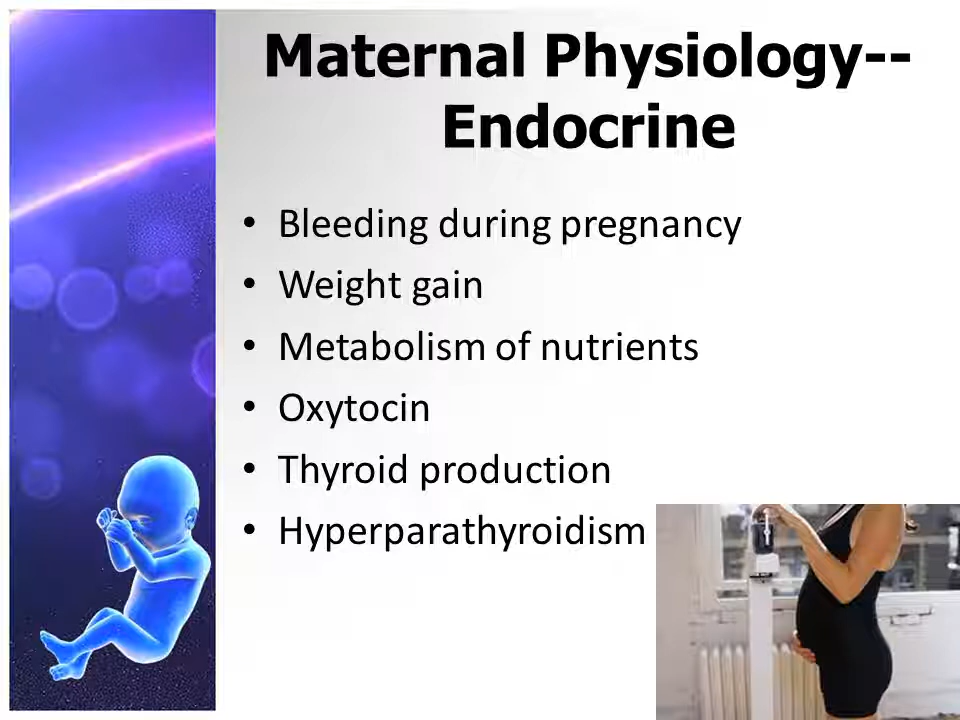 Maternal Physiology--
Endocrine
• Bleeding during pregnancy
• Weight gain
• Metabolism of nutrients
• Oxytocin
• Thyroid production
• Hyperparathyroidism